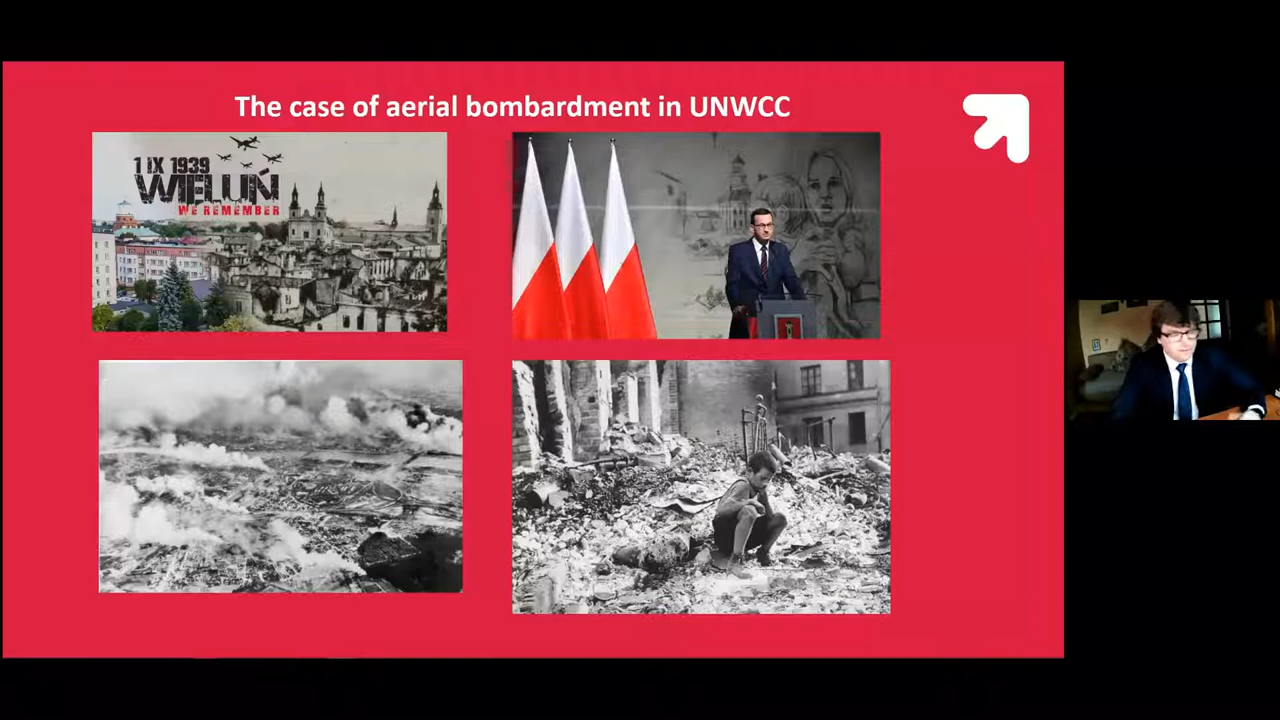 The case of aerial bombardment in UNWCC
1 IX 1939
WIELUŃ
WE REMEMBER